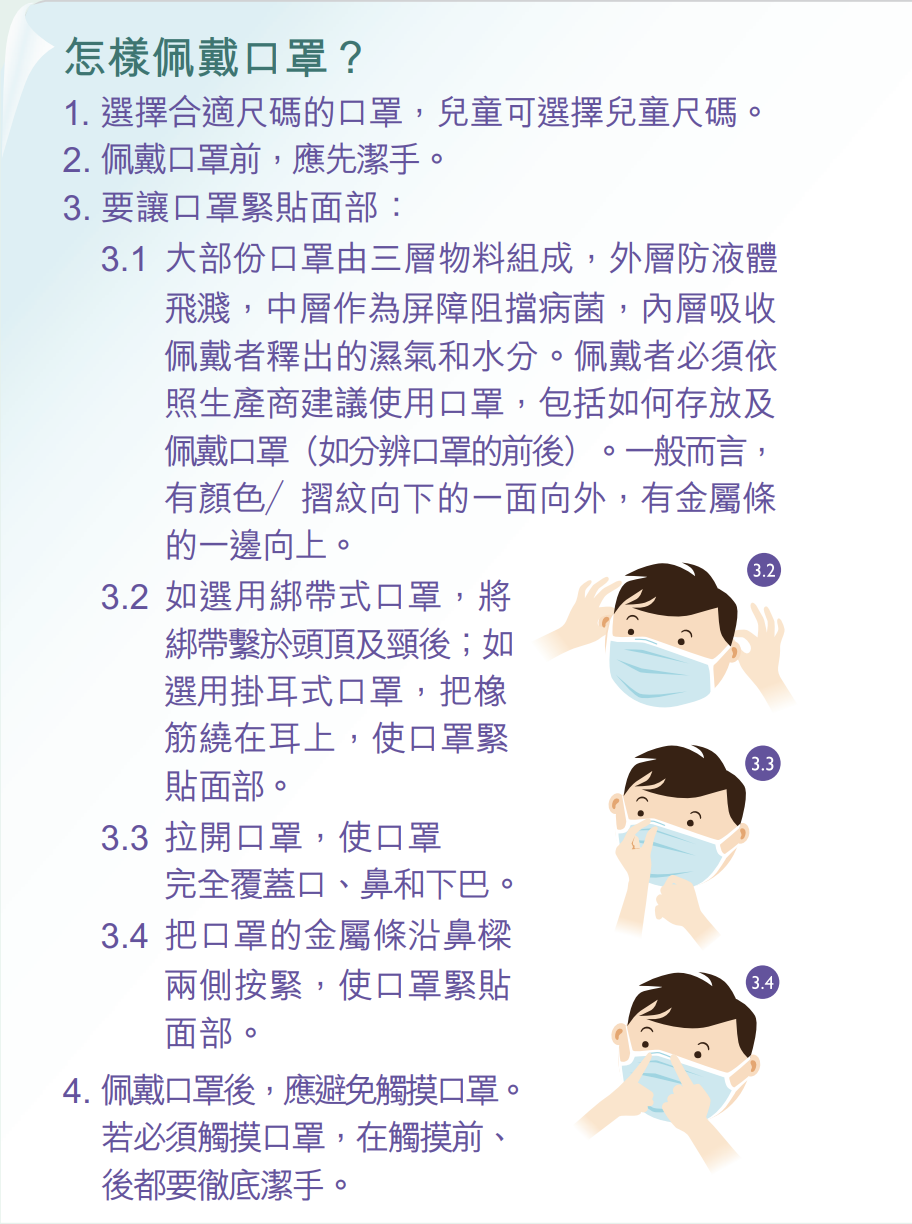 怎樣佩戴口罩？
1. 選擇合適尺碼的口罩，兒童可選擇兒童尺碼。
2. 佩戴口罩前，應先潔手。
3. 要讓口罩緊貼面部：
3.1 大部份口罩由三層物料組成，外層防液體
飛濺，中層作為屏障阻擋病菌，內層吸收
佩戴者釋出的濕氣和水分。佩戴者必須依
照生產商建議使用口罩，包括如何存放及
佩戴口罩（如分辨口罩的前後）。一般而言，
有顏色/ 摺紋向下的一面向外，有金屬條
的一邊向上。
3.2 如選用綁帶式口罩，將
綁帶繫於頭頂及頸後；如
選用掛耳式口罩，把橡
筋繞在耳上，使口罩緊
貼面部。
3.2
3.3 拉開口罩，使口罩
完全覆蓋口、鼻和下巴。
3.3
3.4 把口罩的金屬條沿鼻樑
兩側按緊，使口罩緊貼
面部。
3.4
4. 佩戴口罩後，應避免觸摸口罩。
若必須觸摸口罩，在觸摸前、
後都要徹底潔手。